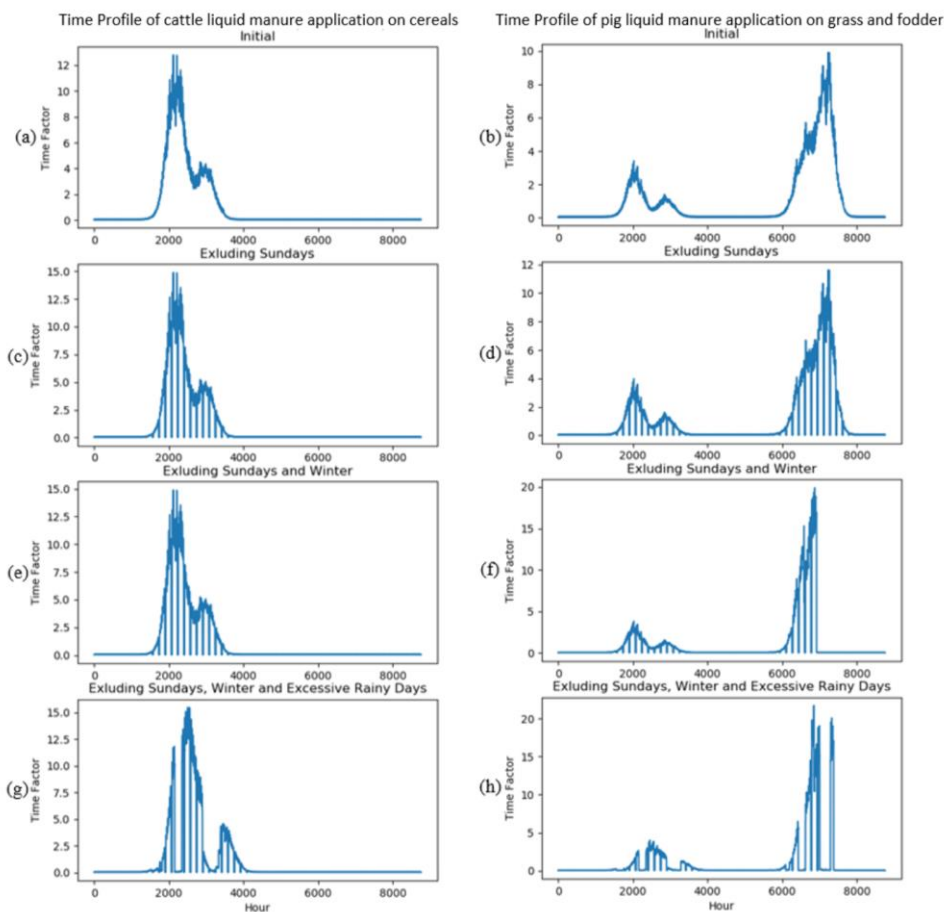 Time Profile of cattle liquid manure application on cereals
Time Profile of pig liquid manure application on grass and fodder
Initial
Initial
(a)
Time Factor
12
10
8
6
4
2
0
0 2000 4000 6000 8000
(b)
Time Factor
10
8
6
4
2
0
0 2000 4000 6000 8000
Exluding Sundays
Exluding Sundays
(c)
Time Factor
15.0
12.5
10.0
7.5
5.0
2.5
0.0
0 2000 4000 6000 8000
(d)
Time Factor
12
10
8
6
4
2
0
0 2000 4000 6000 8000
Exluding Sundays and Winter
Exluding Sundays and Winter
(e)
Time Factor
15.0
12.5
10.0
7.5
5.0
2.5
0.0
0 2000 4000 6000 8000
(f)
Time Factor
20
15
10
5
0
0 2000 4000 6000 8000
Exluding Sundays, Winter and Excessive Rainy Days
Exluding Sundays, Winter and Excessive Rainy Days
(g)
Time Factor
15.0
12.5
10.0
7.5
5.0
2.5
0.0
0 2000 4000 6000 8000
Hour
(h)
Time Factor
20
15
10
5
0
0 2000 4000 6000 8000
Hour